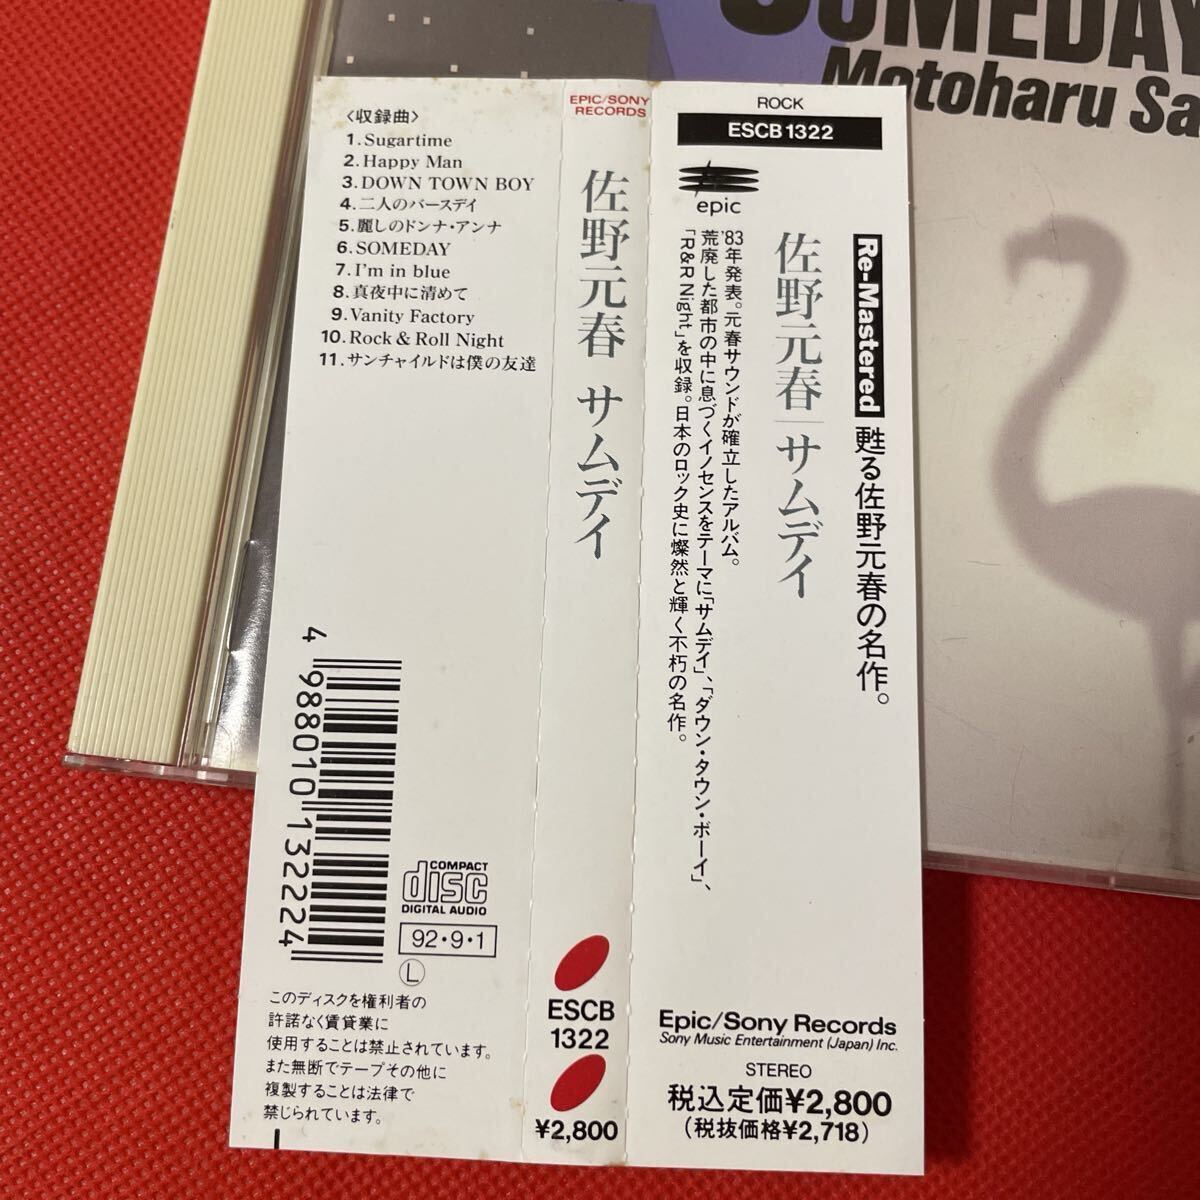 SOMEDAY
Motoharu Sa
〈収録曲〉
1.Sugartime
2.Happy Man
3.DOWN TOWN BOY
4.二人のバースデイ
5.麗しのドンナ・アンナ
6.SOMEDAY
7.I'm in blue
8.真夜中に清めて
9.Vanity Factory
10.Rock & Roll Night
11.サンチャイルドは僕の友達
4 988010 132224
COMPACT
disc
DIGITAL AUDIO
92・9・1
L
このディスクを権利者の
許諾なく賃貸業に
使用することは禁止されています。
また無断でテープその他に
複製することは法律で
禁じられています。
EPIC/SONY
RECORDS
佐野元春 サムデイ
ESCB
1322
¥2,800
ROCK
ESCB 1322
epic
Re-Mastered 甦る佐野元春の名作。
佐野元春│サムデイ
'83年発表。元春サウンドが確立したアルバム。
荒廃した都市の中に息づくイノセンスをテーマに「サムデイ」、「ダウン・タウン・ボーイ」、
「R&R Night」を収録。日本のロック史に燦然と輝く不朽の名作。
Epic/Sony Records
Sony Music Entertainment (Japan) Inc.
STEREO
税込定価¥2,800
(税抜価格¥2,718)